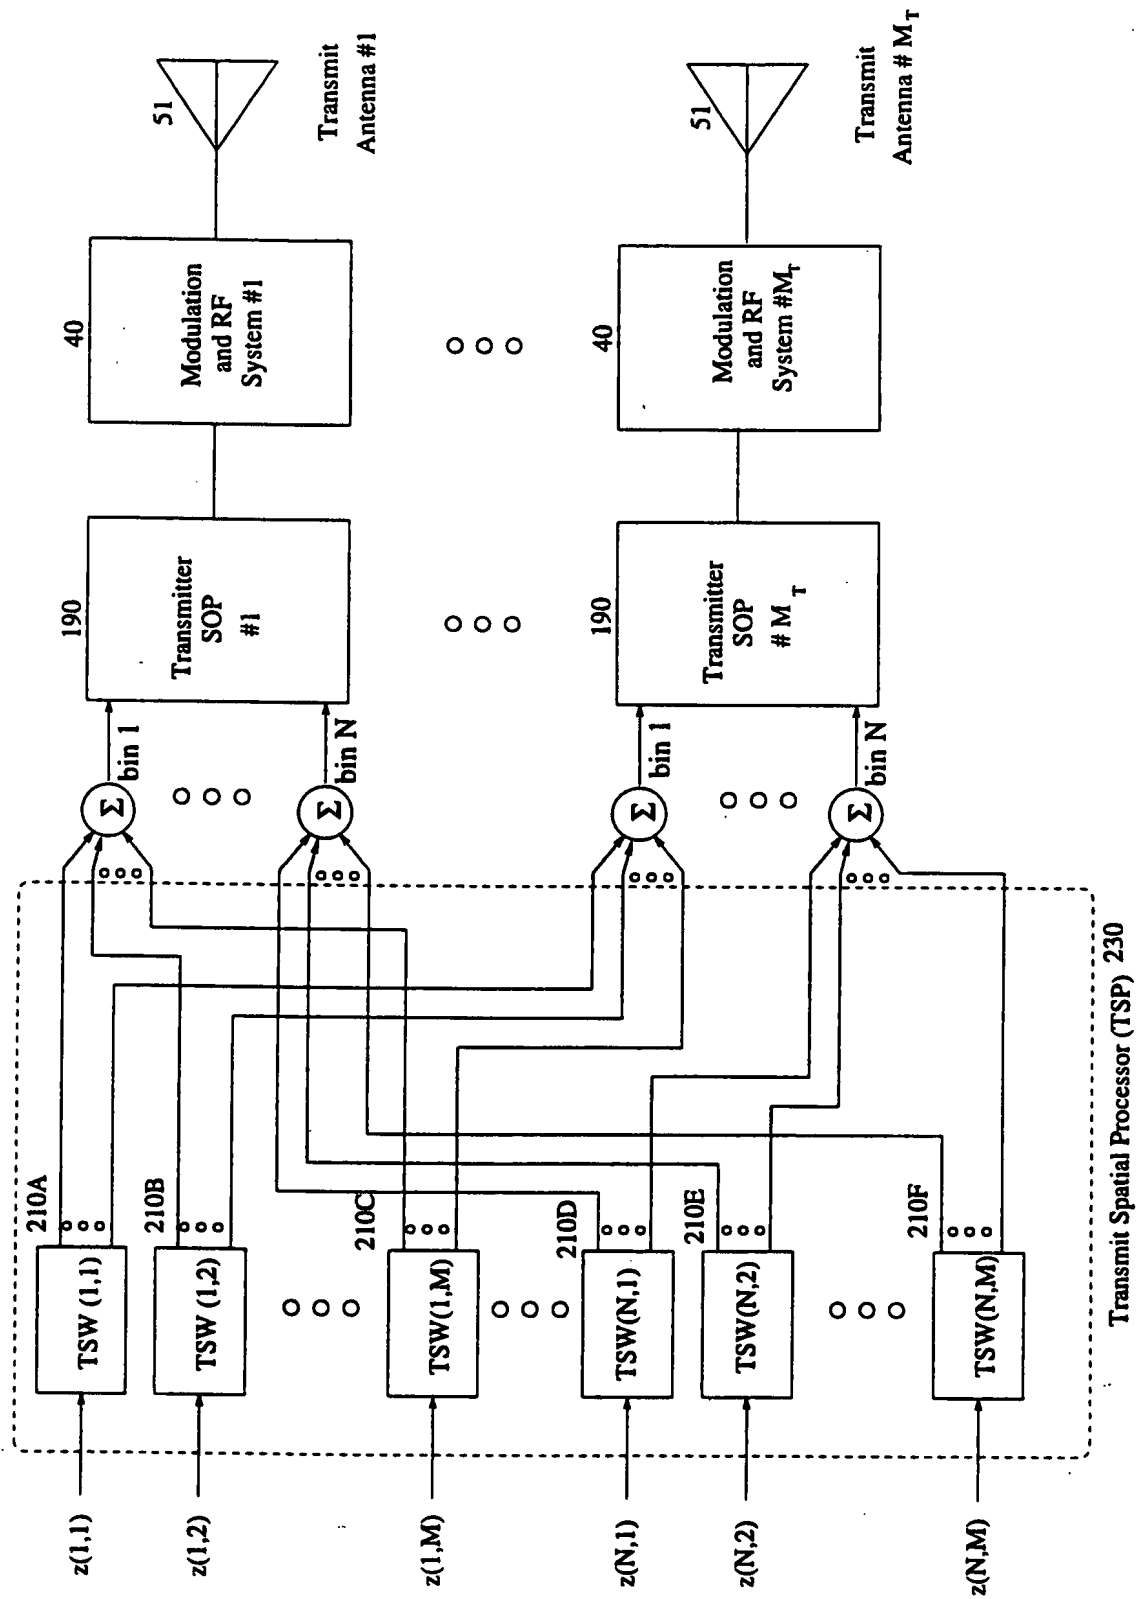 z(1,1)
z(1,2)
z(1,M)
z(N,1)
z(N,2)
z(N,M)
210A
TSW (1,1)
210B
TSW (1,2)
210C
TSW(1,M)
210D
TSW(N,1)
210E
TSW(N,2)
210F
TSW(N,M)
Transmit Spatial Processor (TSP) 230
Σ
bin 1
Σ
bin N
Σ
bin 1
Σ
bin N
190
Transmitter
SOP
#1
190
Transmitter
SOP
# M T
40
Modulation
and RF
System #1
40
Modulation
and RF
System #MT
51
Transmit
Antenna #1
51
Transmit
Antenna # MT